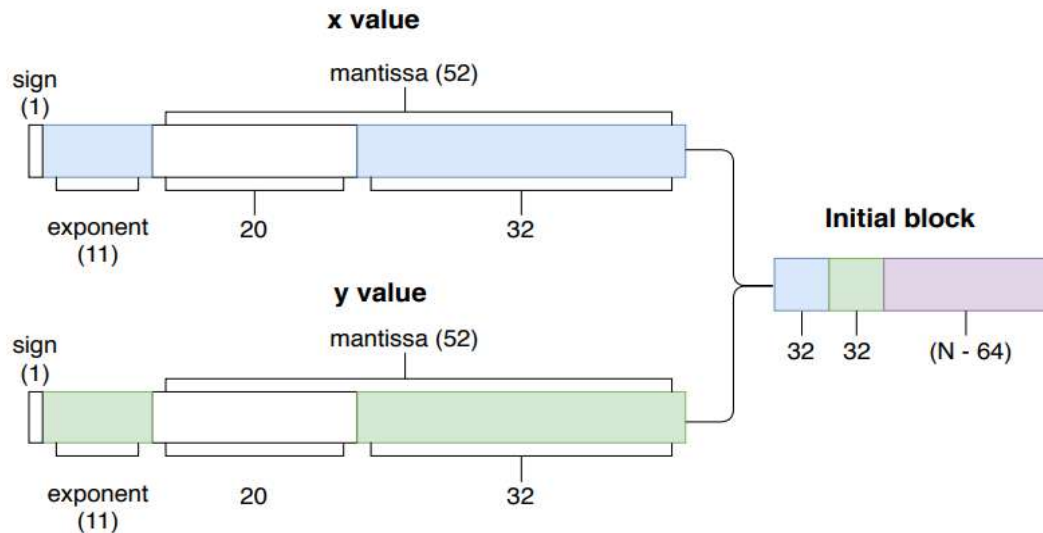 x value
mantissa (52)
sign
(1)
exponent
(11)
20
32
Initial block
32
32
(N - 64)
y value
mantissa (52)
sign
(1)
exponent
(11)
20
32